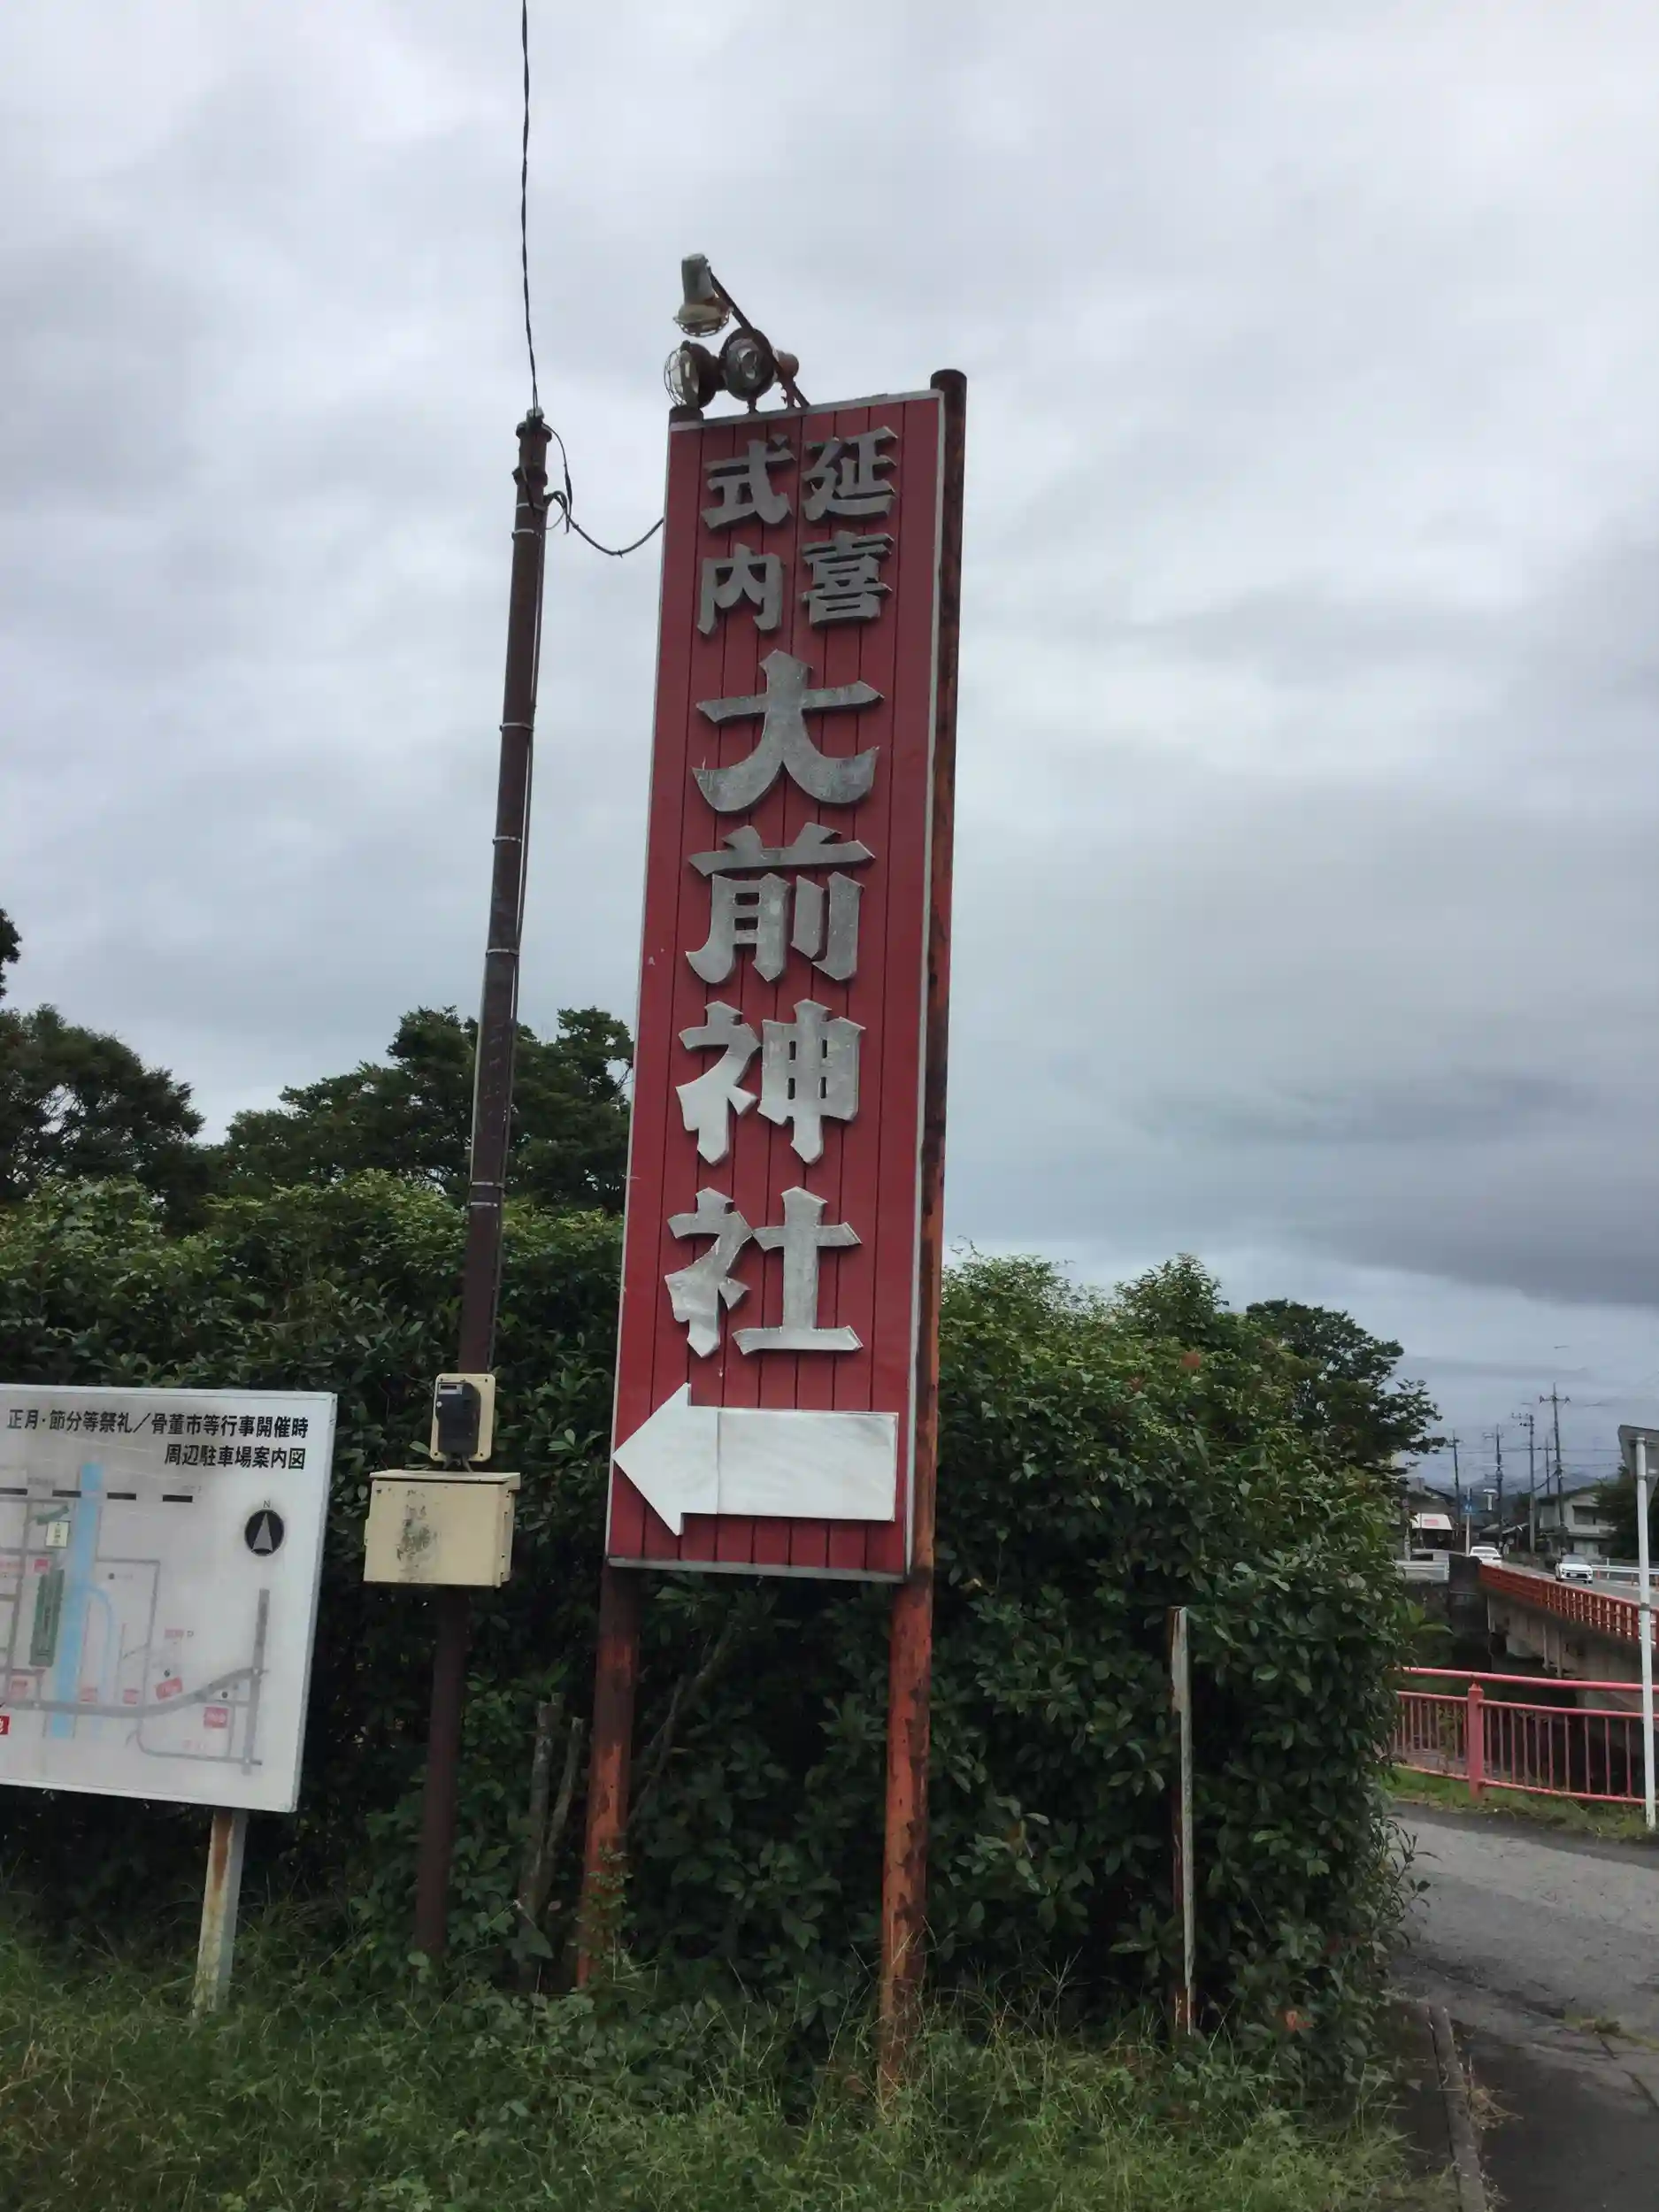 延喜
式内
大前神社
正月・節分等祭礼／骨董市等行事開催時
周辺駐車場案内図
N